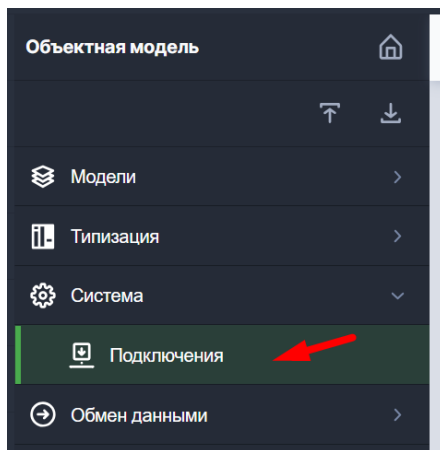 Объектная модель
Модели
Типизация
Система
Подключения
Обмен данными